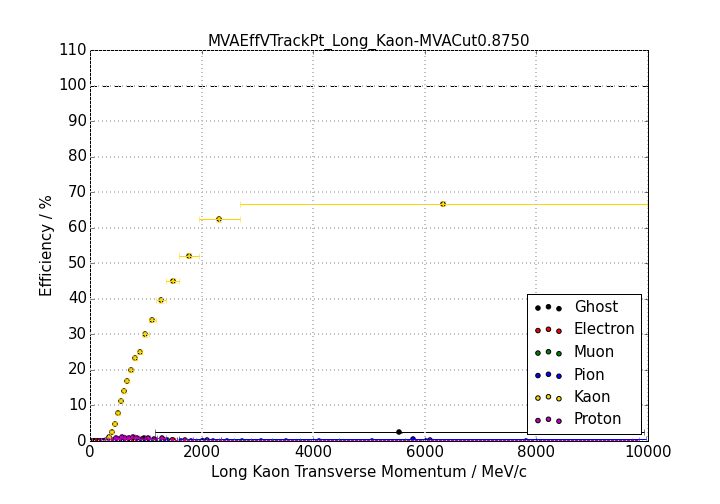 MVAEffVTrackPt_Long_Kaon-MVACut0.8750
110
100
90
80
70
60
50
40
30
20
10
0
Efficiency / %
Ghost
Electron
Muon
Pion
Kaon
Proton
0 2000 4000 6000 8000 10000
Long Kaon Transverse Momentum / MeV/c